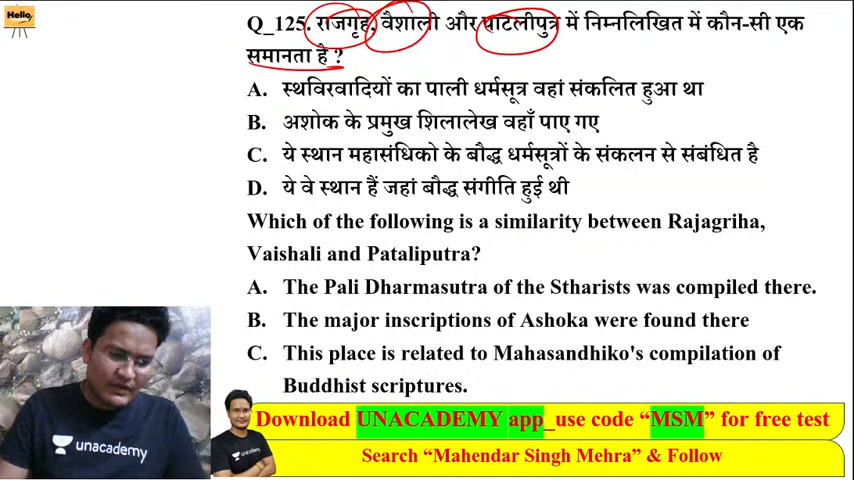 Hello
Q_125. राजगृह, वैशाली और पाटलीपुत्र में निम्नलिखित में कौन-सी एक
समानता है ?
A. स्थविरवादियों का पाली धर्मसूत्र वहां संकलित हुआ था
B. अशोक के प्रमुख शिलालेख वहाँ पाए गए
C. ये स्थान महासंधिको के बौद्ध धर्मसूत्रों के संकलन से संबंधित है
D. ये वे स्थान हैं जहां बौद्ध संगीति हुई थी
Which of the following is a similarity between Rajagriha,
Vaishali and Pataliputra?
A. The Pali Dharmasutra of the Stharists was compiled there.
B. The major inscriptions of Ashoka were found there
C. This place is related to Mahasandhiko's compilation of
Buddhist scriptures.
unacademy
Download UNACADEMY app_use code “MSM” for free test
unacademy
Search “Mahendar Singh Mehra” & Follow